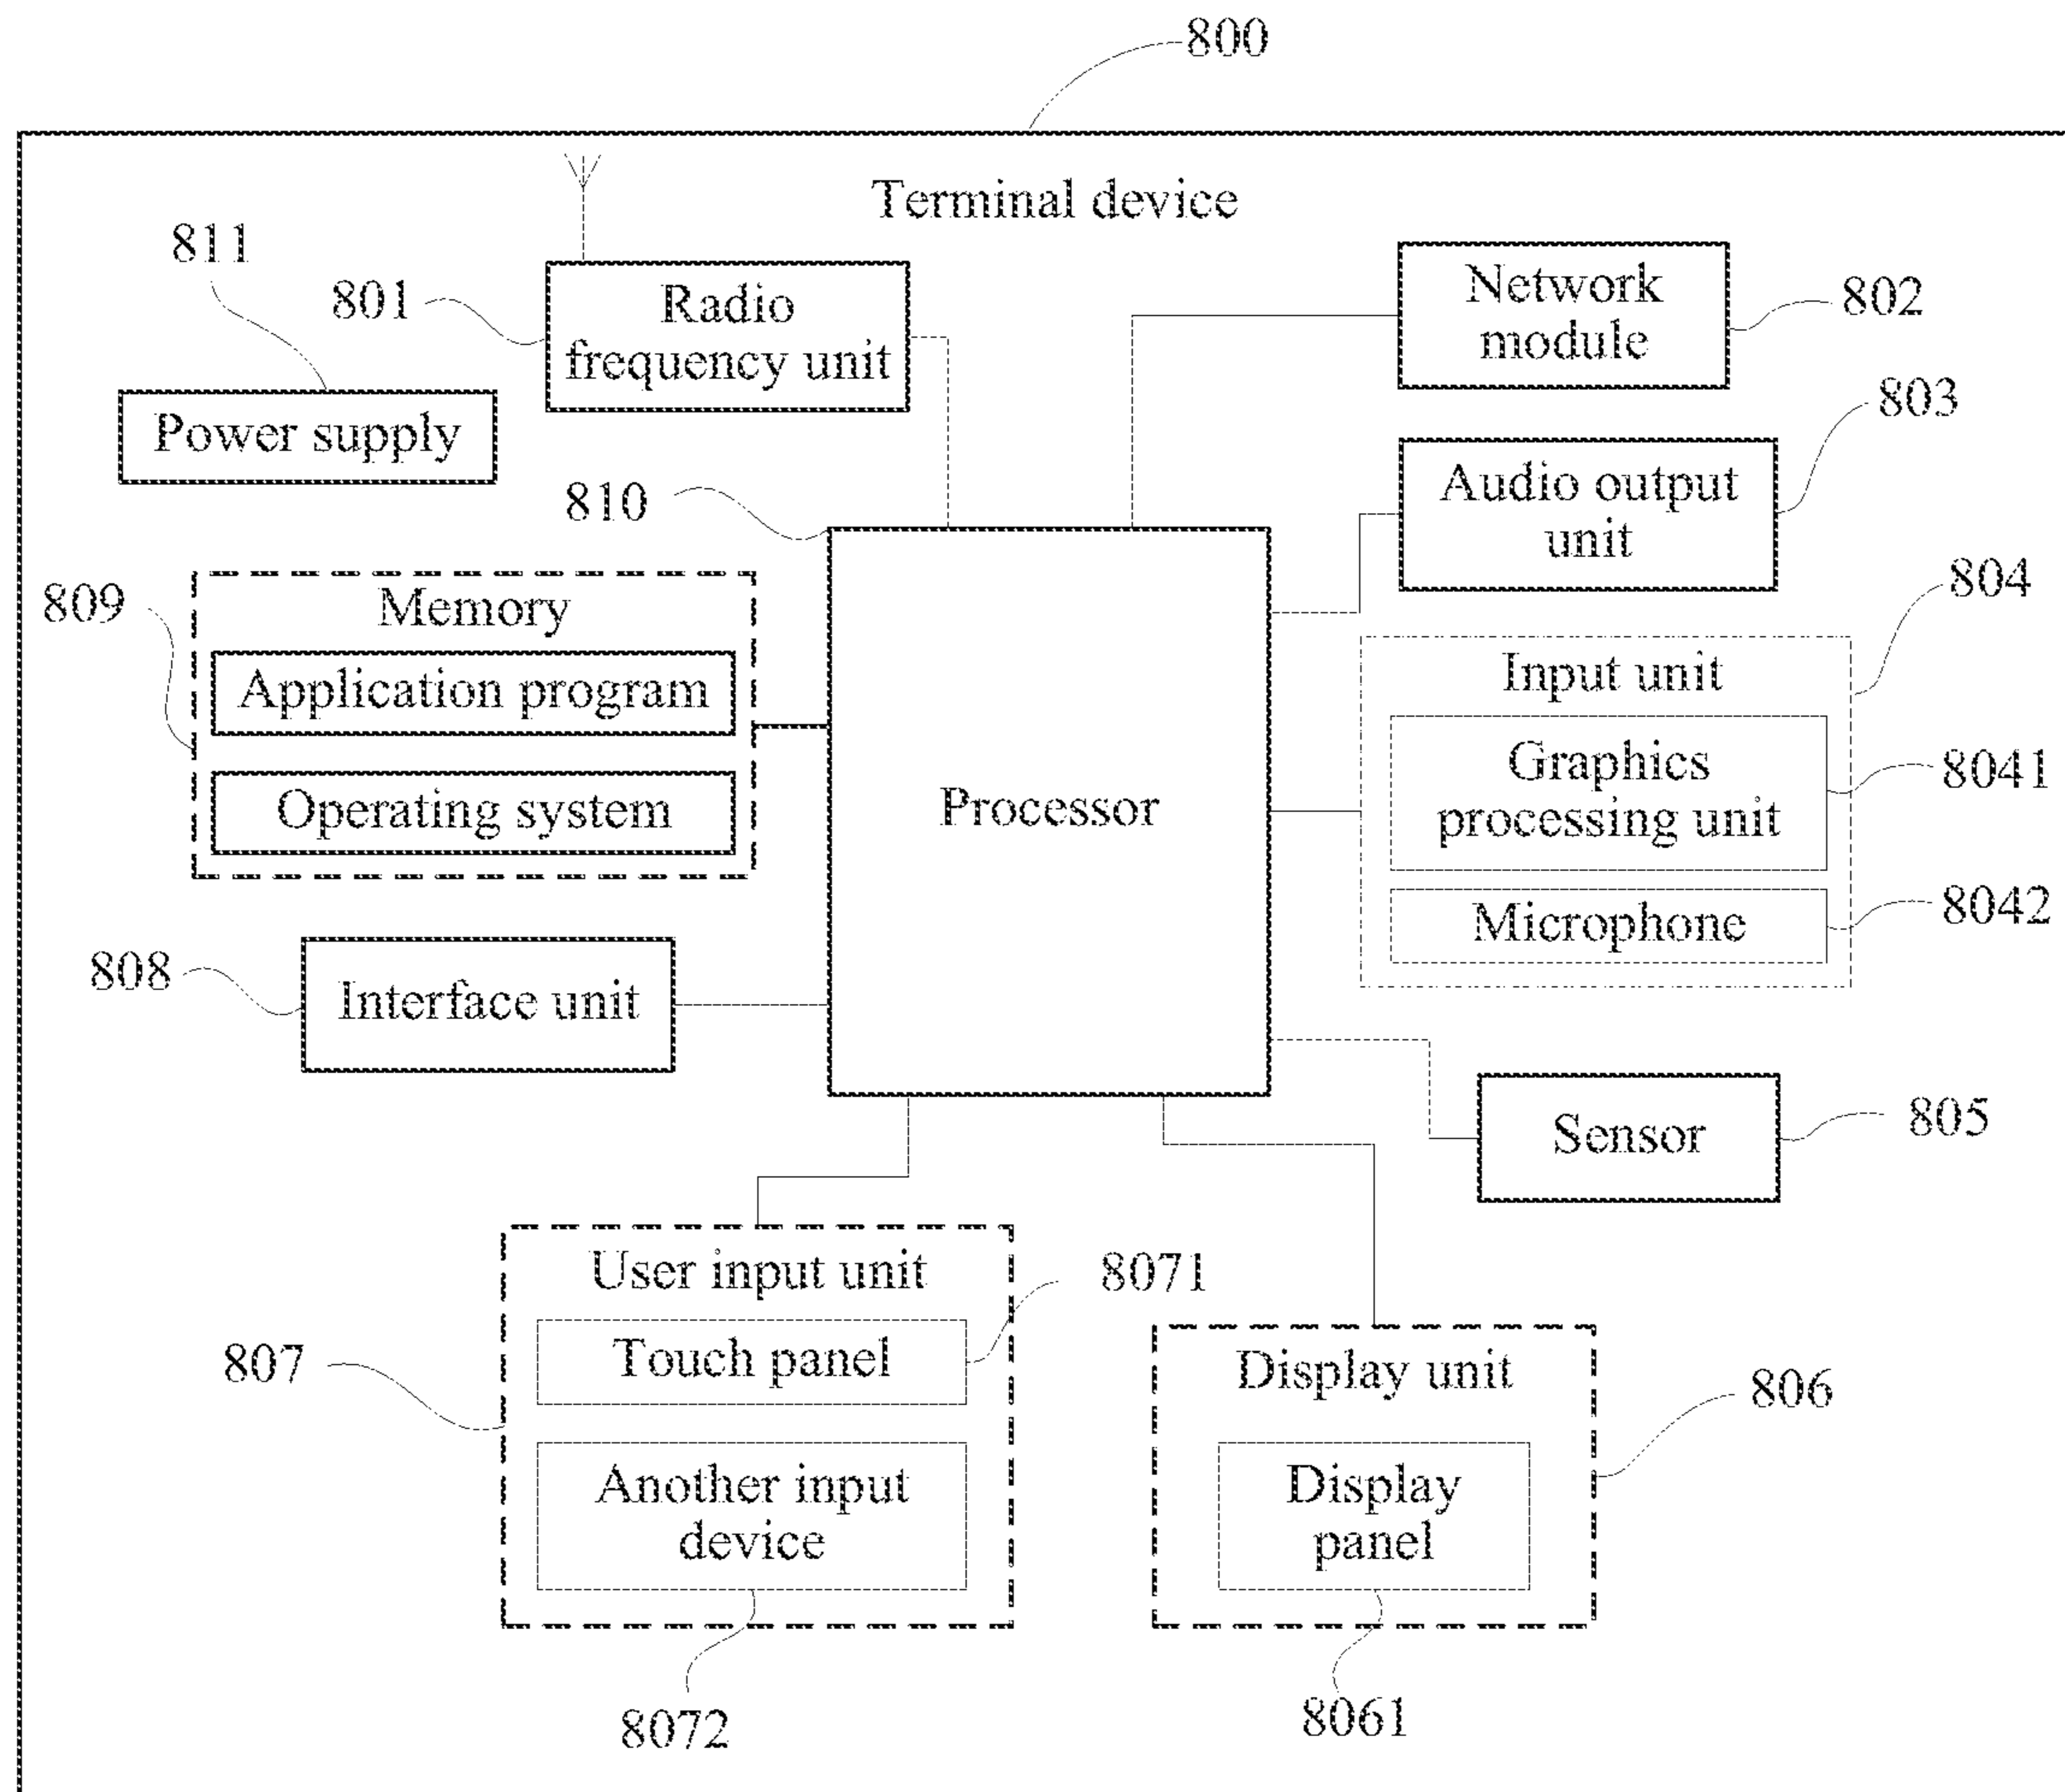 800
Terminal device
811
801
Radio
frequency unit
Network
module
802
Power supply
803
Audio output
unit
810
809
Memory
Application program
Operating system
Processor
804
Input unit
Graphics
processing unit
8041
Microphone
8042
808
Interface unit
Sensor
805
User input unit
8071
Touch panel
807
Another input
device
8072
Display unit
806
Display
panel
8061